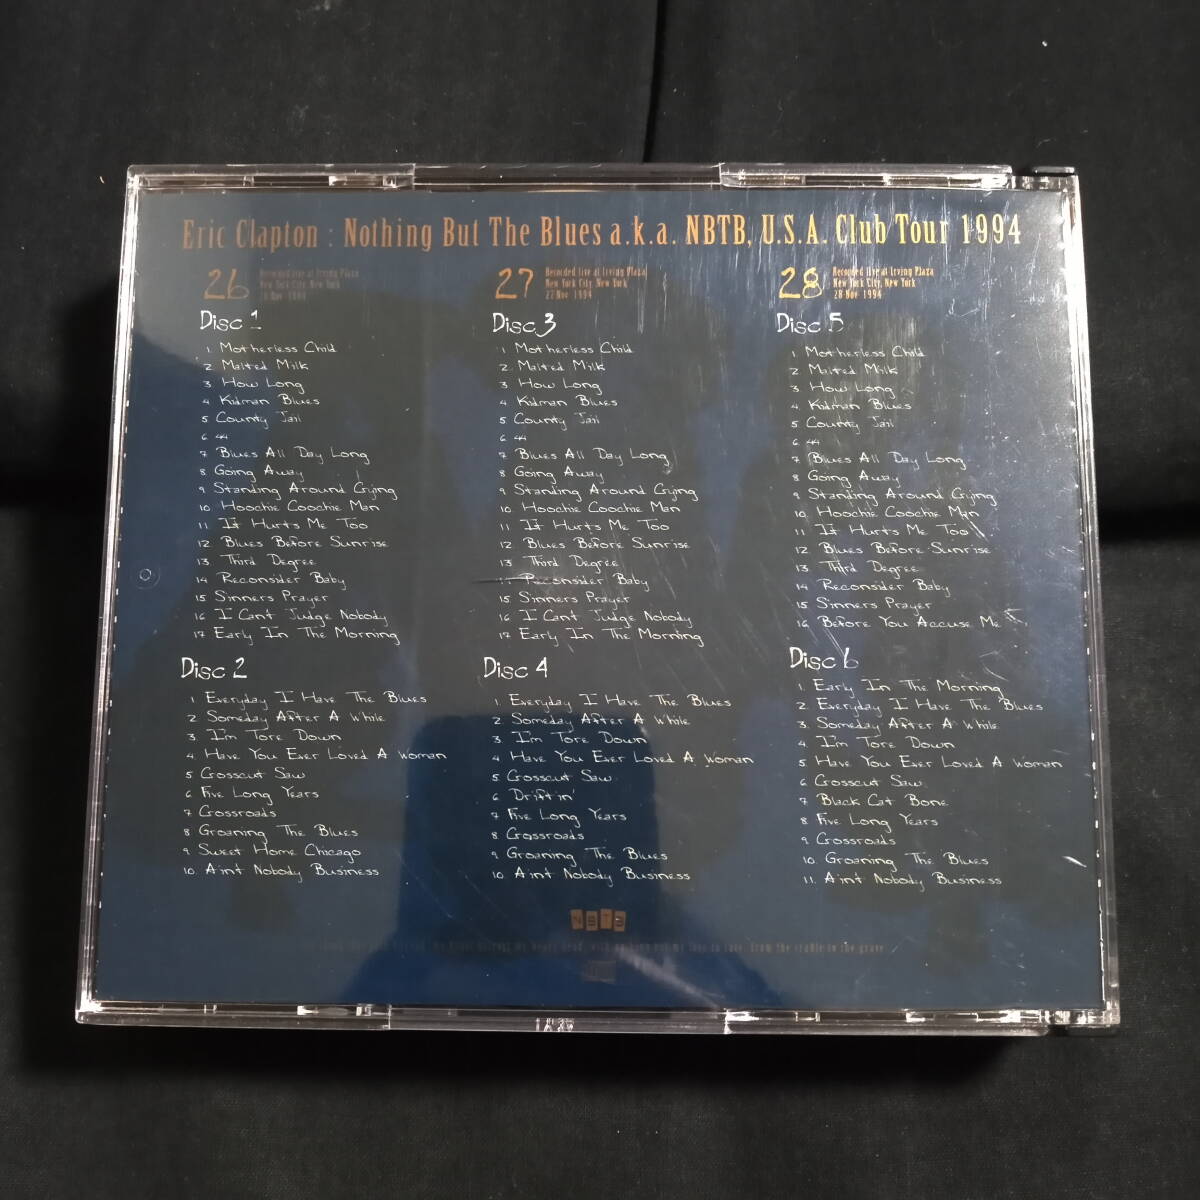 Eric Clapton : Nothing But The Blues a.k.a. NBTB, U.S.A. Club Tour 1994
26
Recorded live at Irving Plaza
New York City, New York
26 Nov 1994
Disc 1
1 Motherless Child
2 Malted Milk
3 How Long
4 Kidman Blues
5 County Jail
6 44
7 Blues All Day Long
8 Going Away
9 Standing Around Crying
10 Hoochie Coochie Man
11 It Hurts Me Too
12 Blues Before Sunrise
13 Third Degree
14 Reconsider Baby
15 Sinners Prayer
16 I Can't Judge Nobody
17 Early In The Morning
Disc 2
1 Everyday I Have The Blues
2 Someday After A While
3 I'm Tore Down
4 Have You Ever Loved A Woman
5 Crosscut Saw
6 Five Long Years
7 Crossroads
8 Groaning The Blues
9 Sweet Home Chicago
10 Ain't Nobody Business
27
Recorded live at Irving Plaza
New York City, New York
27 Nov 1994
Disc 3
1 Motherless Child
2 Malted Milk
3 How Long
4 Kidman Blues
5 County Jail
6 44
7 Blues All Day Long
8 Going Away
9 Standing Around Crying
10 Hoochie Coochie Man
11 It Hurts Me Too
12 Blues Before Sunrise
13 Third Degree
14 Reconsider Baby
15 Sinners Prayer
16 I Can't Judge Nobody
17 Early In The Morning
Disc 4
1 Everyday I Have The Blues
2 Someday After A While
3 I'm Tore Down
4 Have You Ever Loved A Woman
5 Crosscut Saw
6 Driftin'
7 Five Long Years
8 Crossroads
9 Groaning The Blues
10 Ain't Nobody Business
28
Recorded live at Irving Plaza
New York City, New York
28 Nov 1994
Disc 5
1 Motherless Child
2 Malted Milk
3 How Long
4 Kidman Blues
5 County Jail
6 44
7 Blues All Day Long
8 Going Away
9 Standing Around Crying
10 Hoochie Coochie Man
11 It Hurts Me Too
12 Blues Before Sunrise
13 Third Degree
14 Reconsider Baby
15 Sinners Prayer
16 Before You Accuse Me
Disc 6
1 Early In The Morning
2 Everyday I Have The Blues
3 Someday After A While
4 I'm Tore Down
5 Have You Ever Loved A Woman
6 Crosscut Saw
7 Black Cat Bone
8 Five Long Years
9 Crossroads
10 Groaning The Blues
11. Ain't Nobody Business
NBTB
from the cradle to the grave